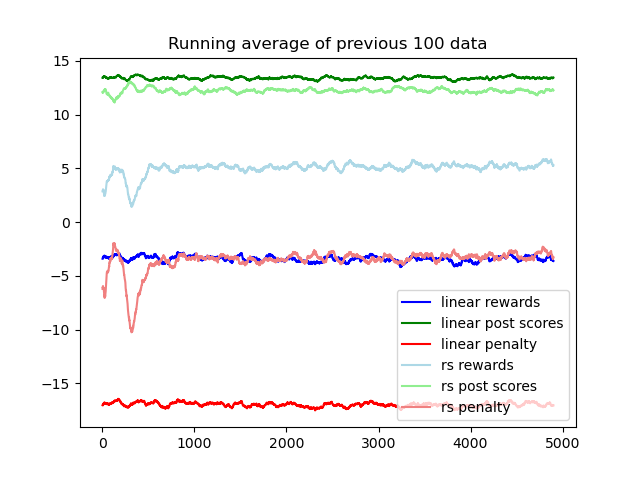 Running average of previous 100 data
15
10
5
0
−5
−10
−15
linear rewards
linear post scores
linear penalty
rs rewards
rs post scores
rs penalty
0 1000 2000 3000 4000 5000